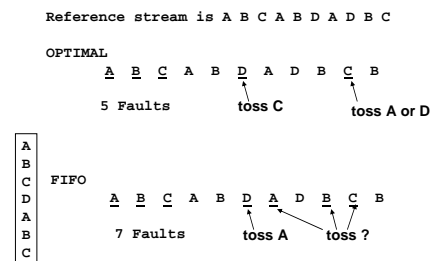 Reference stream is A B C A B D A D B C
OPTIMAL
A B C A B D A D B C B
5 Faults
toss C
toss A or D
A
B
C
D
A
B
C
FIFO
A B C A B D A D B C B
7 Faults
toss A
toss ?